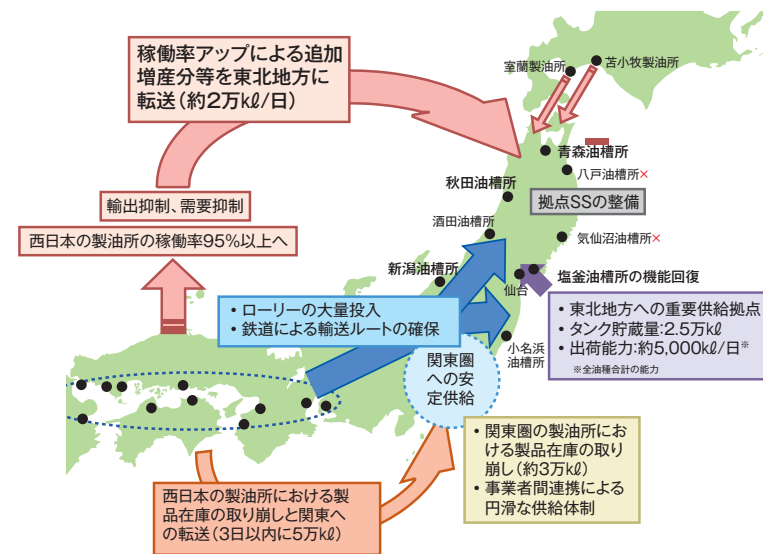 稼働率アップによる追加
増産分等を東北地方に
転送(約2万kℓ/日)
室蘭製油所
苫小牧製油所
青森油槽所
八戸油槽所×
秋田油槽所
拠点SSの整備
輸出抑制、需要抑制
西日本の製油所の稼働率95%以上へ
酒田油槽所
気仙沼油槽所×
新潟油槽所
仙台
塩釜油槽所の機能回復
・東北地方への重要供給拠点
・タンク貯蔵量:2.5万kℓ
・出荷能力:約5,000kℓ/日※
※全油種合計の能力
・ローリーの大量投入
・鉄道による輸送ルートの確保
小名浜
油槽所
関東圏
への安
定供給
・関東圏の製油所にお
ける製品在庫の取り
崩し(約3万kℓ)
・事業者間連携による
円滑な供給体制
西日本の製油所における製
品在庫の取り崩しと関東へ
の転送(3日以内に5万kℓ)